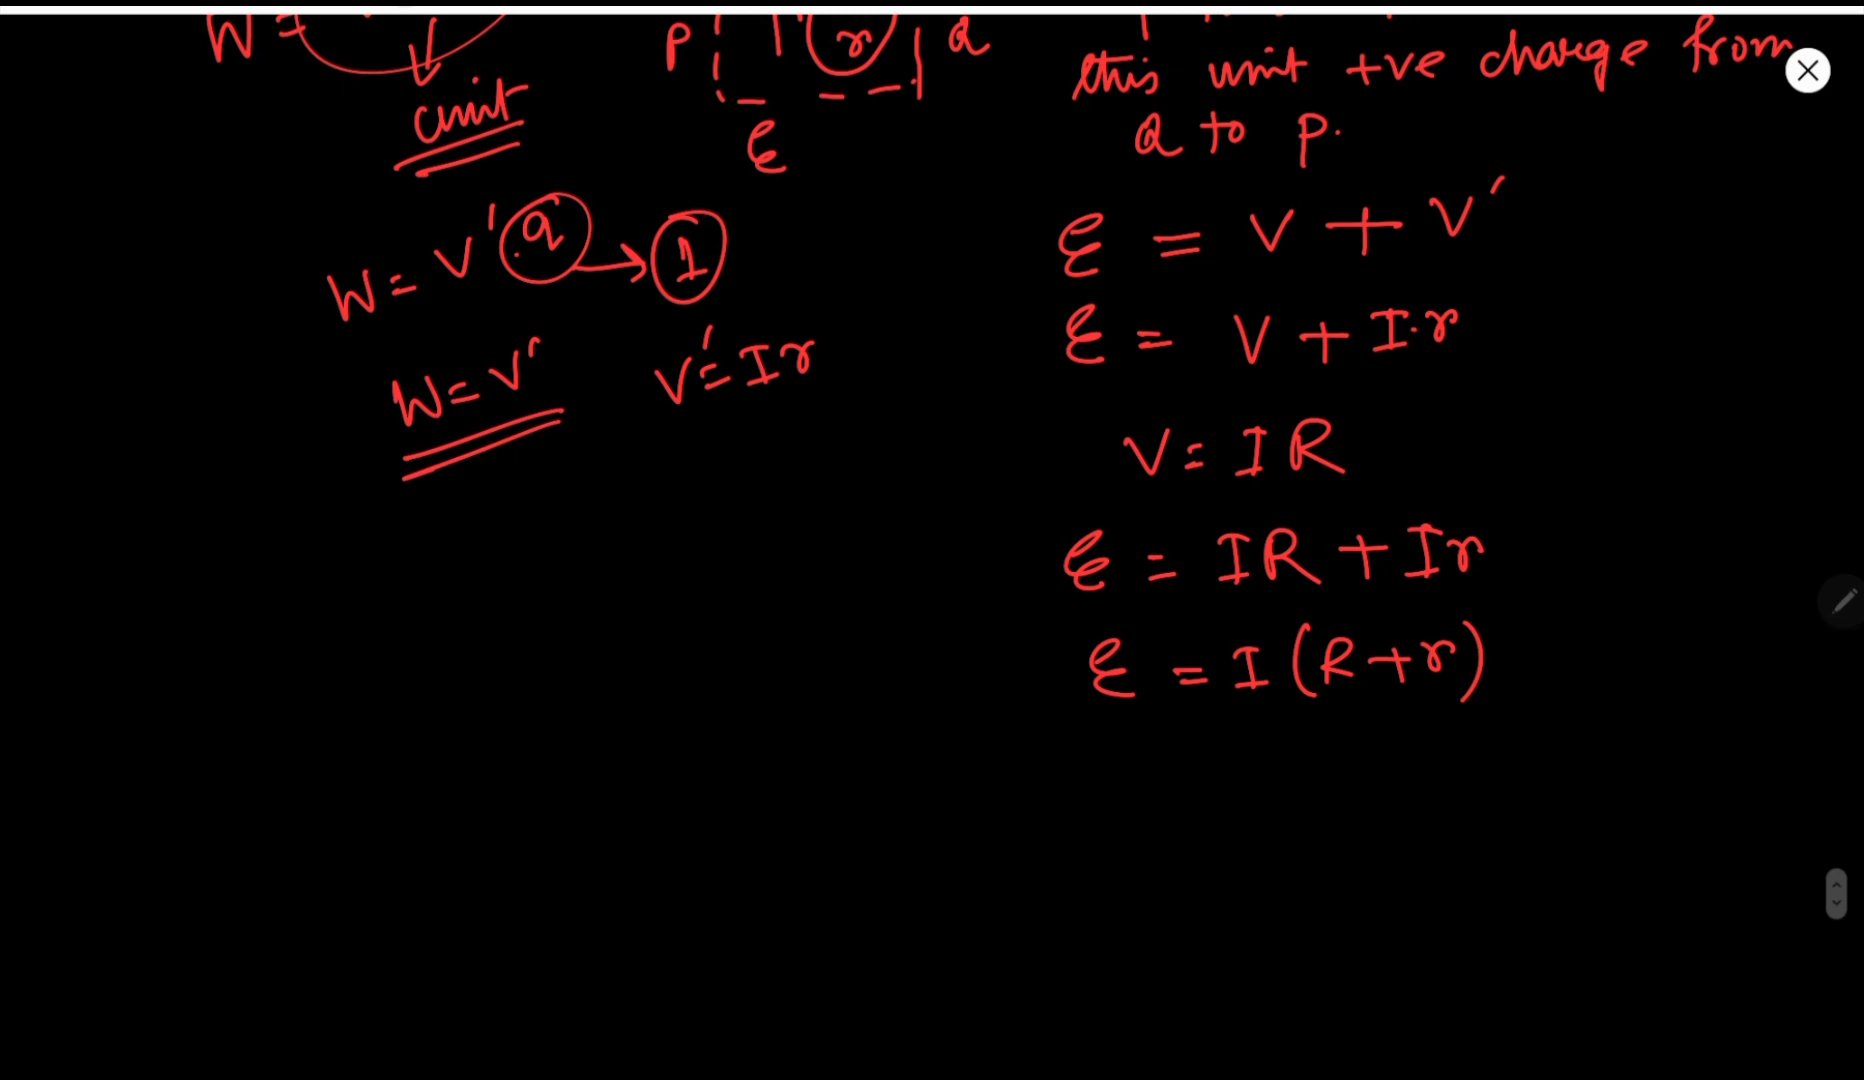 W =
unit
P r Q
ξ
this unit +ve charge from
Q to P.
W = V' q → 1
W = V'
V' = Ir
ξ = V + V'
ξ = V + I.r
V = IR
ξ = IR + Ir
ξ = I (R+r)